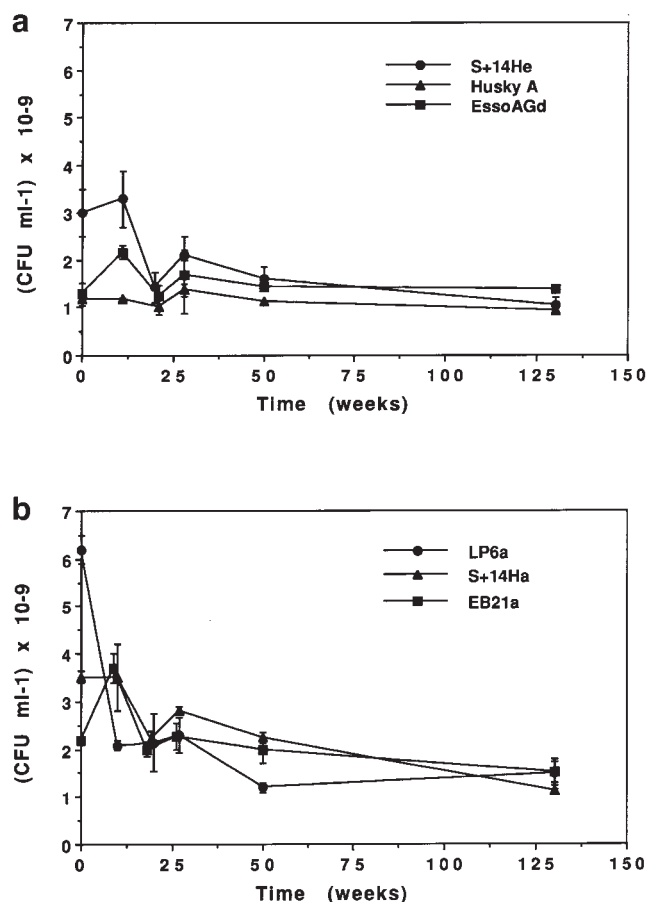 a
7
6
5
4
3
2
1
0
(CFU ml-1) x 10-9
S+14He
Husky A
EssoAGd
0 25 50 75 100 125 150
Time (weeks)
b
7
6
5
4
3
2
1
0
(CFU ml-1) x 10-9
LP6a
S+14Ha
EB21a
0 25 50 75 100 125 150
Time (weeks)